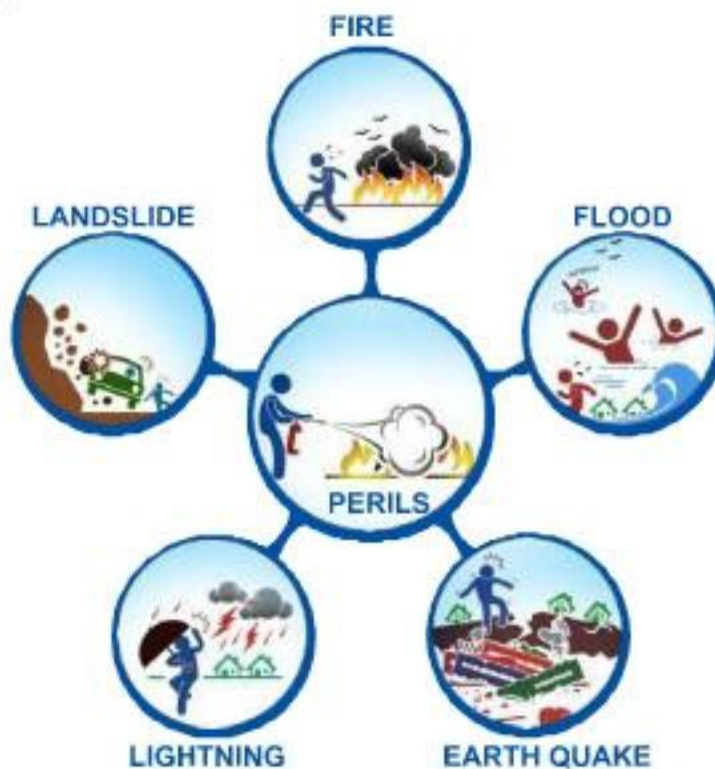 FIRE
LANDSLIDE
FLOOD
PERILS
LIGHTNING
EARTH QUAKE